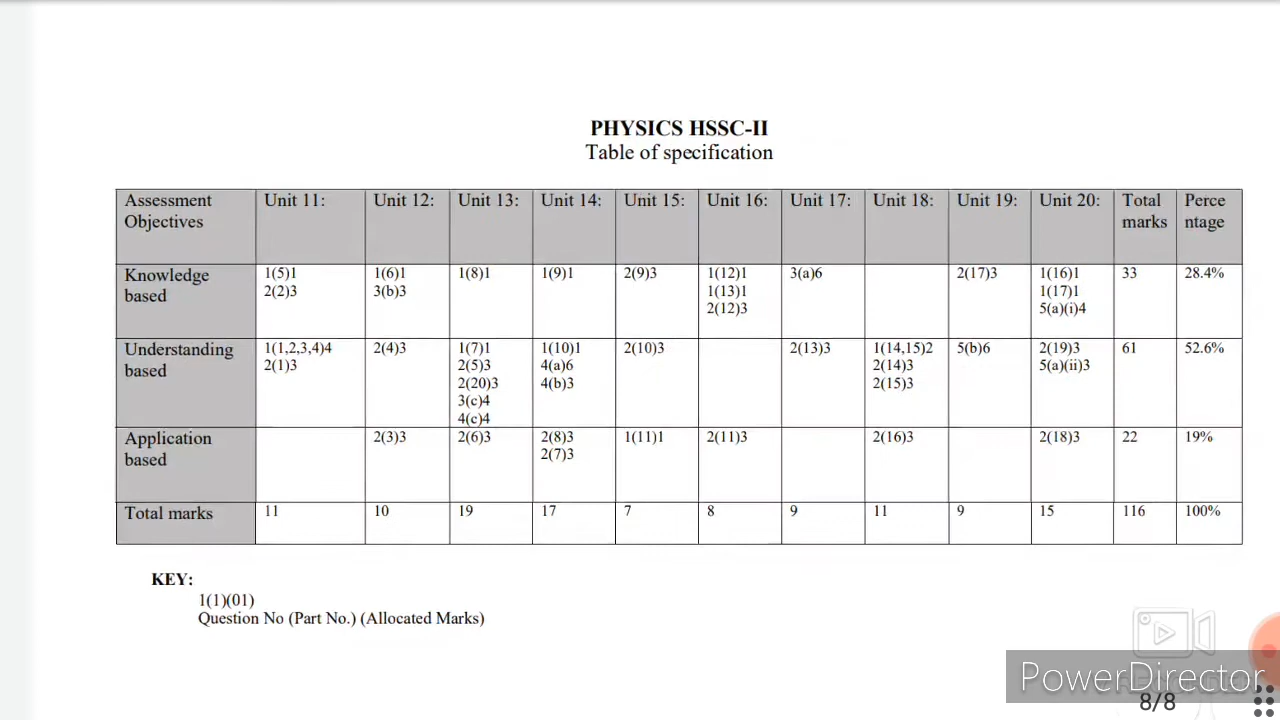 PHYSICS HSSC-II
Table of specification
Assessment Objectives Unit 11: Unit 12: Unit 13: Unit 14: Unit 15: Unit 16: Unit 17: Unit 18: Unit 19: Unit 20: Total marks Perce ntage
Knowledge based 1(5)1 2(2)3 1(6)1 3(b)3 1(8)1 1(9)1 2(9)3 1(12)1 1(13)1 2(12)3 3(a)6 2(17)3 1(16)1 1(17)1 5(a)(i)4 33 28.4%
Understanding based 1(1,2,3,4)4 2(1)3 2(4)3 1(7)1 2(5)3 2(20)3 3(c)4 4(c)4 1(10)1 4(a)6 4(b)3 2(10)3 2(13)3 1(14,15)2 2(14)3 2(15)3 5(b)6 2(19)3 5(a)(ii)3 61 52.6%
Application based 2(3)3 2(6)3 2(8)3 2(7)3 1(11)1 2(11)3 2(16)3 2(18)3 22 19%
Total marks 11 10 19 17 7 8 9 11 9 15 116 100%
KEY:
1(1)(01)
Question No (Part No.) (Allocated Marks)
PowerDirector
8/8